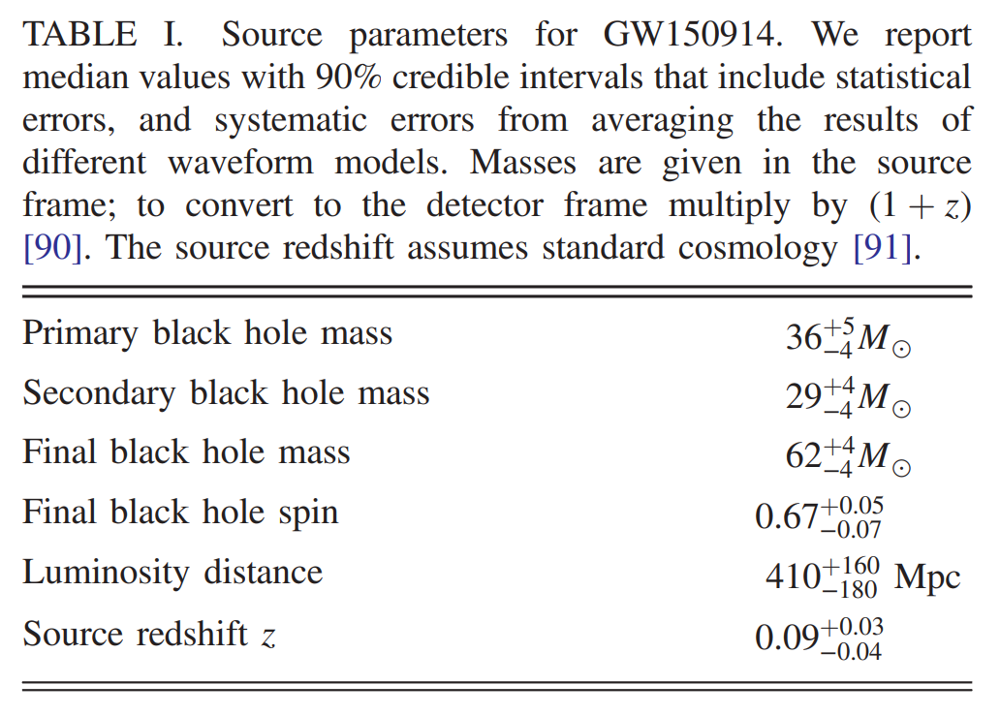 TABLE I. Source parameters for GW150914. We report
median values with 90% credible intervals that include statistical
errors, and systematic errors from averaging the results of
different waveform models. Masses are given in the source
frame; to convert to the detector frame multiply by (1 + z)
[90]. The source redshift assumes standard cosmology [91].
Primary black hole mass 36^{+5}_{−4} M_⊙
Secondary black hole mass 29^{+4}_{−4} M_⊙
Final black hole mass 62^{+4}_{−4} M_⊙
Final black hole spin 0.67^{+0.05}_{−0.07}
Luminosity distance 410^{+160}_{−180} Mpc
Source redshift z 0.09^{+0.03}_{−0.04}